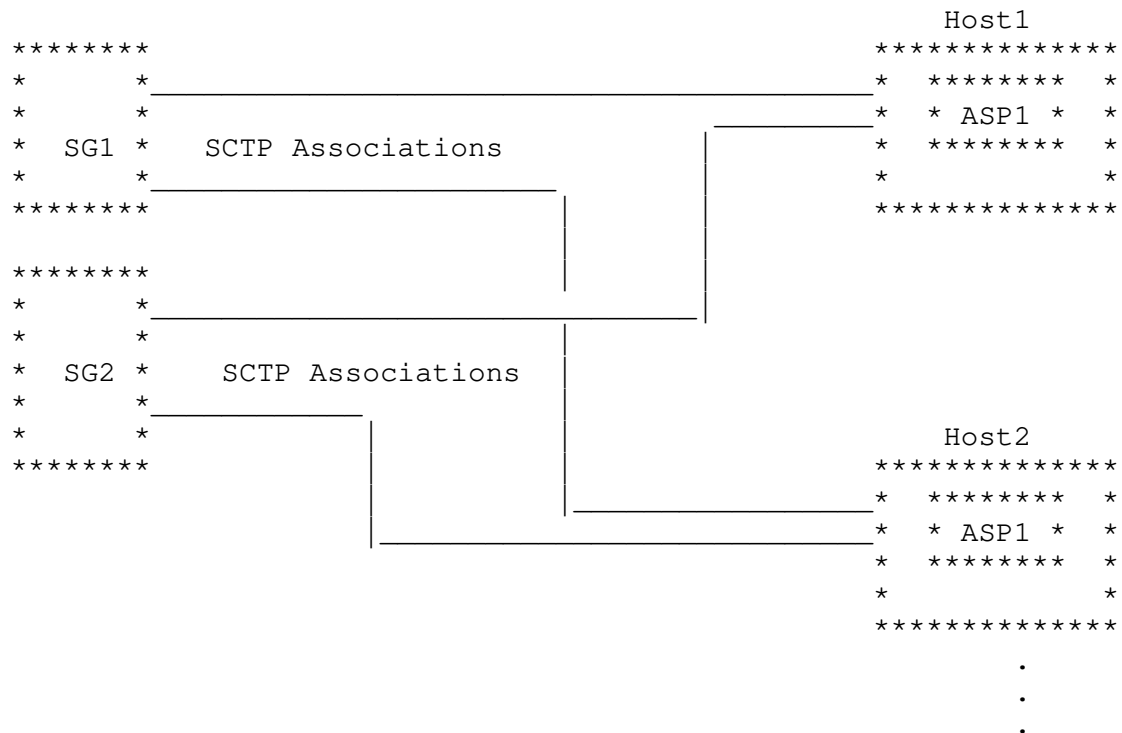 Host1
ASP1
SG1 SCTP Associations
SG2 SCTP Associations
Host2
ASP1